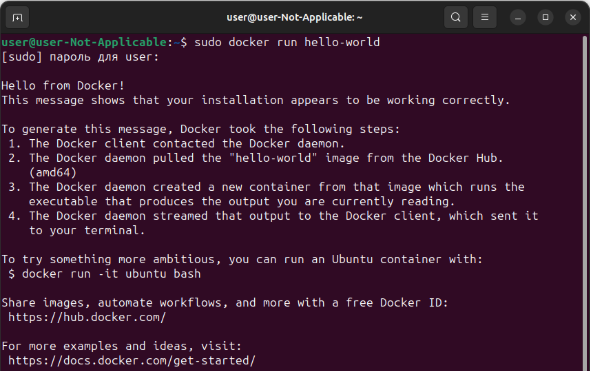 user@user-Not-Applicable: ~
user@user-Not-Applicable:~$ sudo docker run hello-world
[sudo] пароль для user:
Hello from Docker!
This message shows that your installation appears to be working correctly.
To generate this message, Docker took the following steps:
1. The Docker client contacted the Docker daemon.
2. The Docker daemon pulled the "hello-world" image from the Docker Hub.
(amd64)
3. The Docker daemon created a new container from that image which runs the
executable that produces the output you are currently reading.
4. The Docker daemon streamed that output to the Docker client, which sent it
to your terminal.
To try something more ambitious, you can run an Ubuntu container with:
$ docker run -it ubuntu bash
Share images, automate workflows, and more with a free Docker ID:
https://hub.docker.com/
For more examples and ideas, visit:
https://docs.docker.com/get-started/